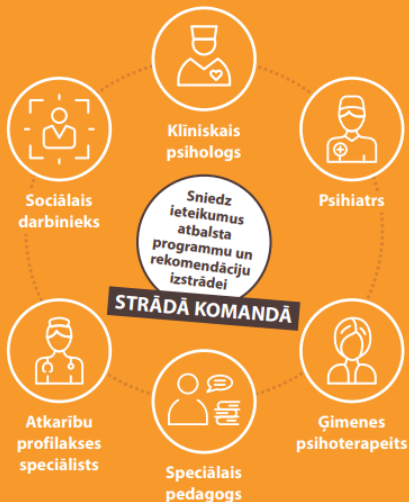 Klīniskais
psihologs
Sociālais
darbinieks
Psihiatrs
Sniedz
ieteikumus
atbalsta
programmu un
rekomendāciju
izstrādei
STRĀDĀ KOMANDĀ
Atkarību
profilakses
speciālists
Ģimenes
psihoterapeits
Speciālais
pedagogs